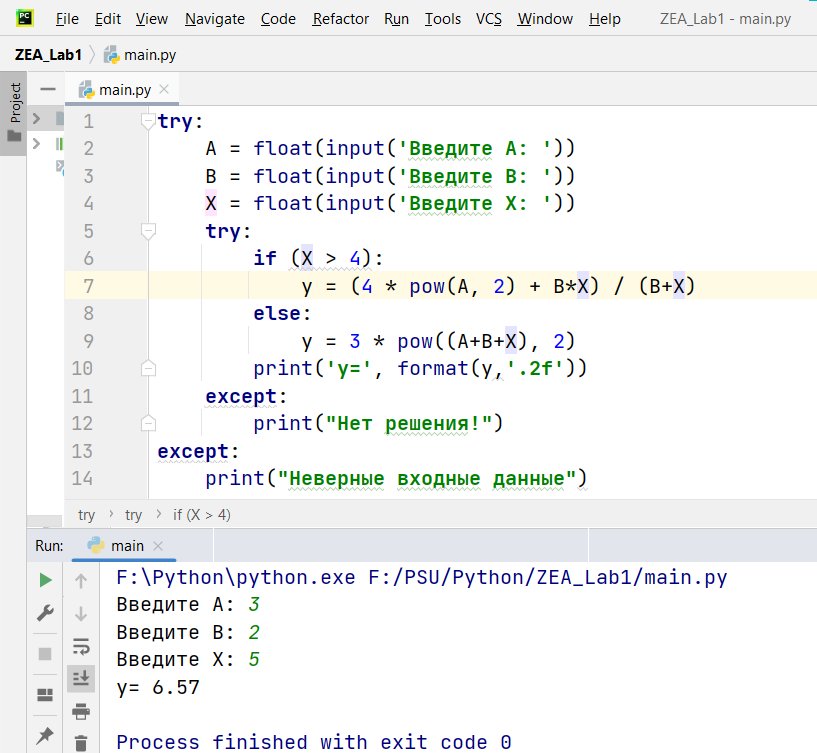 PC File Edit View Navigate Code Refactor Run Tools VCS Window Help ZEA_Lab1 - main.py
ZEA_Lab1 main.py
Project
main.py
1 try:
2 A = float(input('Введите A: '))
3 B = float(input('Введите B: '))
4 X = float(input('Введите X: '))
5 try:
6 if (X > 4):
7 y = (4 * pow(A, 2) + B*X) / (B+X)
8 else:
9 y = 3 * pow((A+B+X), 2)
10 print('y=', format(y,'.2f'))
11 except:
12 print("Нет решения!")
13 except:
14 print("Неверные входные данные")
try try if (X > 4)
Run: main
F:\Python\python.exe F:/PSU/Python/ZEA_Lab1/main.py
Введите A: 3
Введите B: 2
Введите X: 5
y= 6.57
Process finished with exit code 0